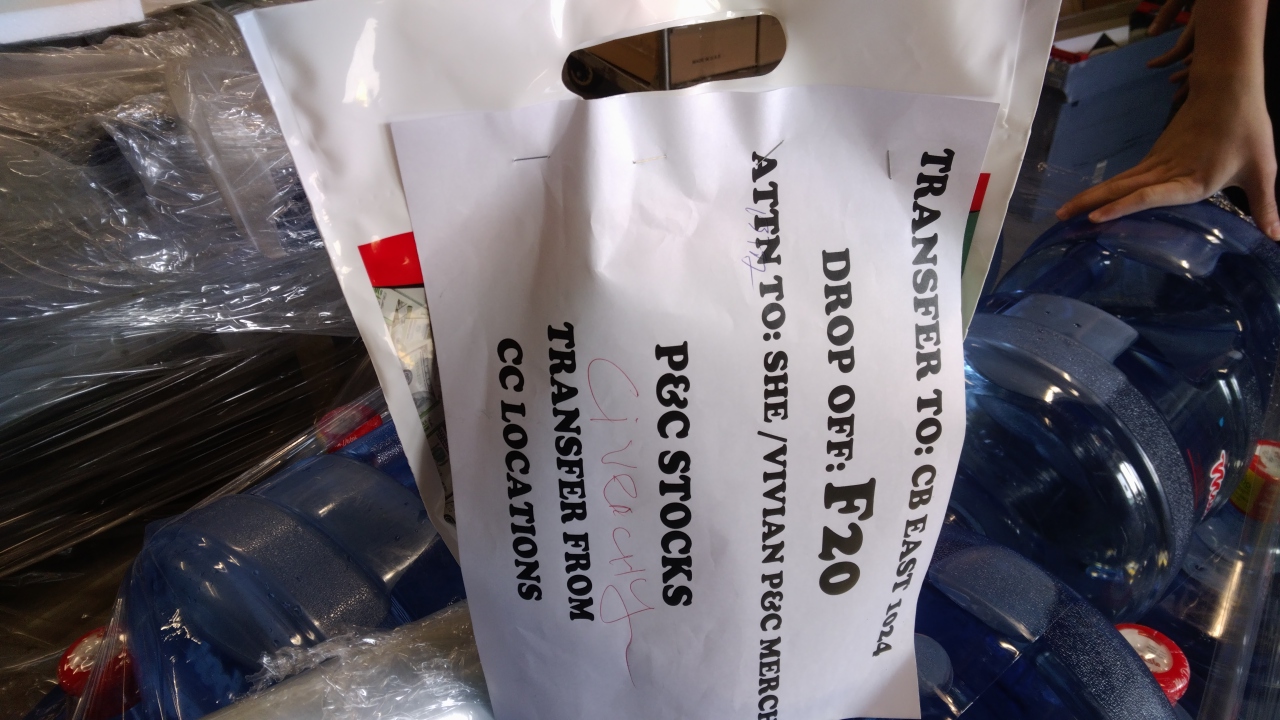 TRANSFER TO: CB EAST 1024
DROP OFF: F20
ATTN TO: SHE /VIVIAN P&C MERCH
P&C STOCKS
Givenchy
TRANSFER FROM
CC LOCATIONS